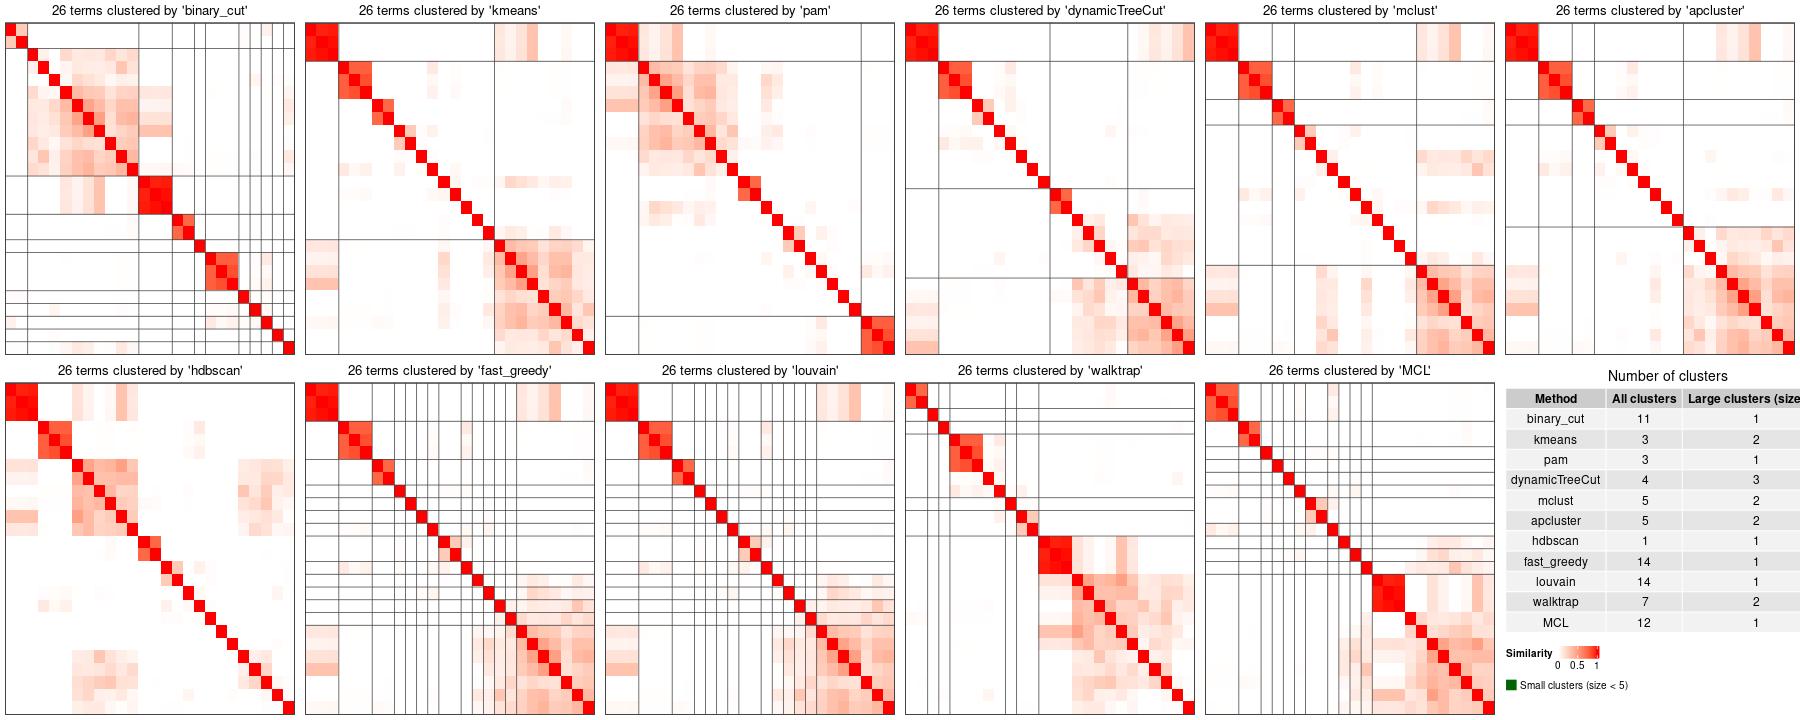 26 terms clustered by 'binary_cut'
26 terms clustered by 'kmeans'
26 terms clustered by 'pam'
26 terms clustered by 'dynamicTreeCut'
26 terms clustered by 'mclust'
26 terms clustered by 'apcluster'
26 terms clustered by 'hdbscan'
26 terms clustered by 'fast_greedy'
26 terms clustered by 'louvain'
26 terms clustered by 'walktrap'
26 terms clustered by 'MCL'
Number of clusters
Method All clusters Large clusters (size
binary_cut 11 1
kmeans 3 2
pam 3 1
dynamicTreeCut 4 3
mclust 5 2
apcluster 5 2
hdbscan 1 1
fast_greedy 14 1
louvain 14 1
walktrap 7 2
MCL 12 1
Similarity
0 0.5 1
Small clusters (size < 5)